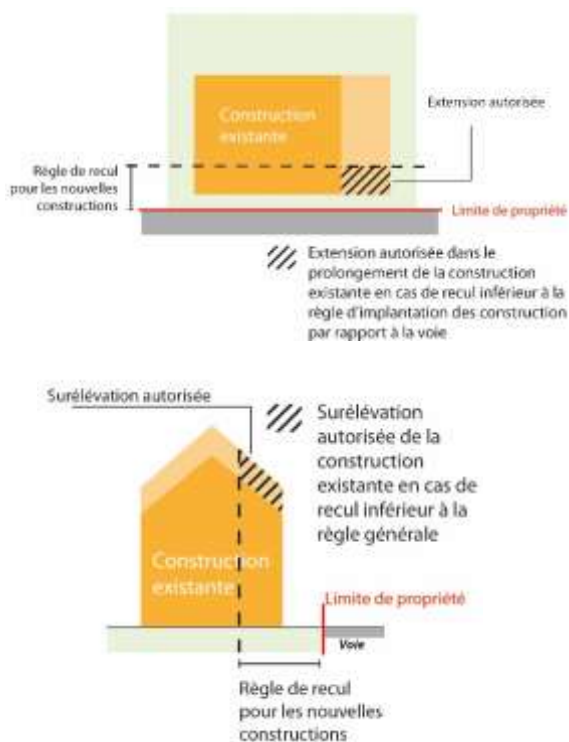 Construction
existante
Extension autorisée
Règle de recul
pour les nouvelles
constructions
Limite de propriété
Extension autorisée dans le
prolongement de la construction
existante en cas de recul inférieur à la
règle d'implantation des construction
par rapport à la voie
Surélévation autorisée
Surélévation
autorisée de la
construction
existante en cas de
recul inférieur à la
règle générale
Construction
existante
Limite de propriété
Voie
Règle de recul
pour les nouvelles
constructions